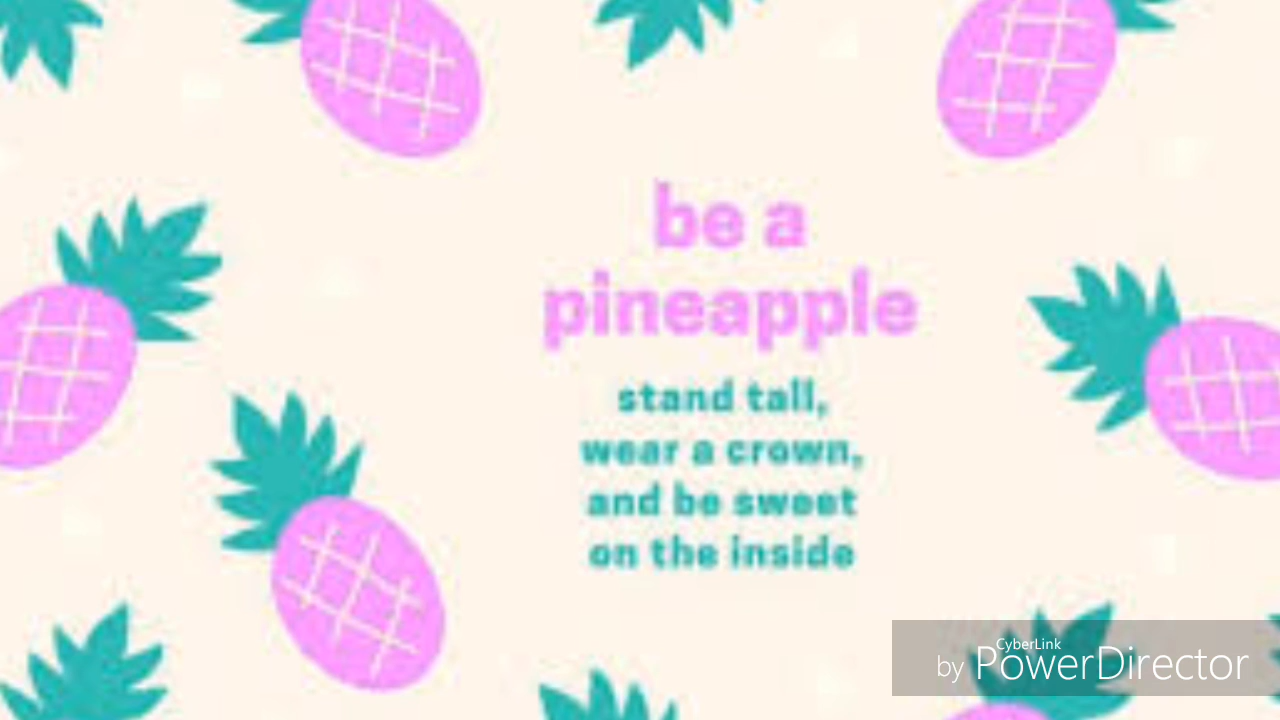 be a
pineapple
stand tall,
wear a crown,
and be sweet
on the inside
CyberLink
by PowerDirector